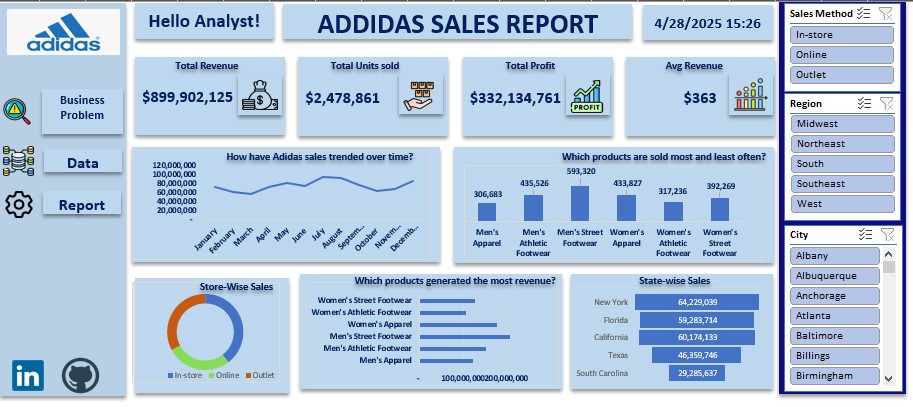 adidas
Hello Analyst!
ADDIDAS SALES REPORT
4/28/2025 15:26
Business
Problem
Data
Report
in
Total Revenue
$899,902,125
Total Units sold
$2,478,861
Total Profit
$332,134,761
PROFIT
Avg Revenue
$363
How have Adidas sales trended over time?
120,000,000
100,000,000
80,000,000
60,000,000
40,000,000
20,000,000
-
January
February
March
April
May
June
July
August
Septem...
October
Novem...
Decemb...
Which products are sold most and least often?
306,683
435,526
593,320
433,827
317,236
392,269
Men's
Apparel
Men's
Athletic
Footwear
Men's Street
Footwear
Women's
Apparel
Women's
Athletic
Footwear
Women's
Street
Footwear
Store-Wise Sales
In-store Online Outlet
Which products generated the most revenue?
Women's Street Footwear
Women's Athletic Footwear
Women's Apparel
Men's Street Footwear
Men's Athletic Footwear
Men's Apparel
- 100,000,000200,000,000
State-wise Sales
New York 64,229,039
Florida 59,283,714
California 60,174,133
Texas 46,359,746
South Carolina 29,285,637
Sales Method
In-store
Online
Outlet
Region
Midwest
Northeast
South
Southeast
West
City
Albany
Albuquerque
Anchorage
Atlanta
Baltimore
Billings
Birmingham